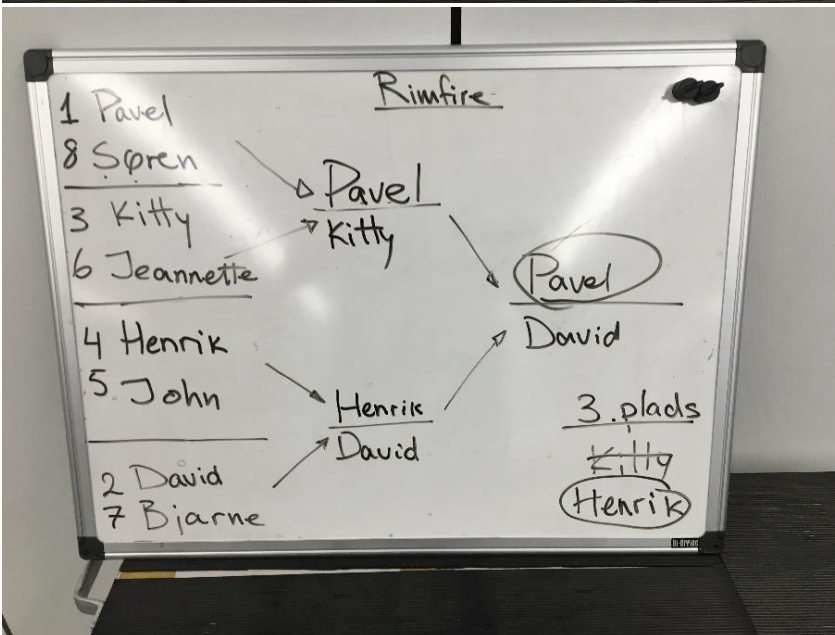 Rimfire
1 Pavel
8 Søren
3 Kitty
6 Jeannette
4 Henrik
5. John
2 David
7 Bjarne
Pavel
Kitty
Henrik
David
Pavel
David
3. plads
Kitty
Henrik